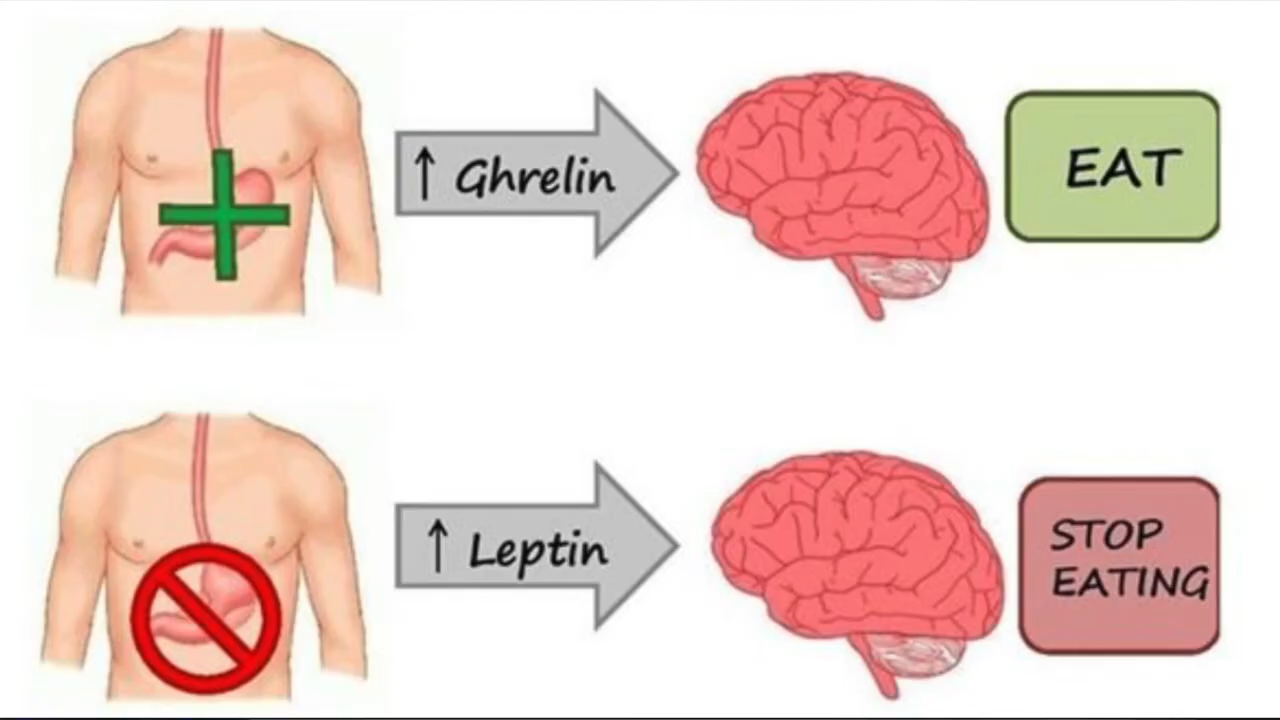 ↑ Ghrelin
EAT
↑ Leptin
STOP
EATING